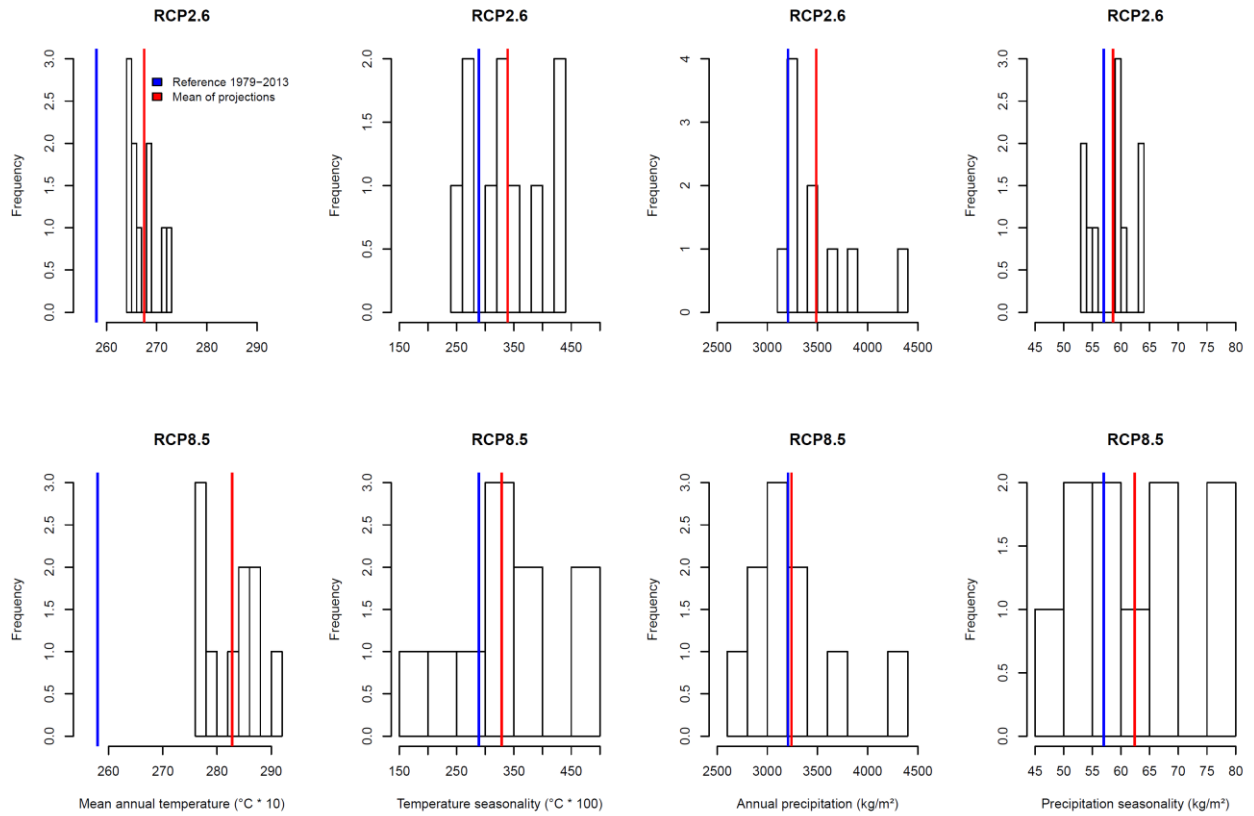 RCP2.6 RCP2.6 RCP2.6 RCP2.6
Frequency
0.0 0.5 1.0 1.5 2.0 2.5 3.0
260 270 280 290
Reference 1979−2013
Mean of projections
Frequency
0.0 0.5 1.0 1.5 2.0
150 250 350 450
Frequency
0 1 2 3 4
2500 3000 3500 4000 4500
Frequency
0.0 0.5 1.0 1.5 2.0 2.5 3.0
45 50 55 60 65 70 75 80
RCP8.5 RCP8.5 RCP8.5 RCP8.5
Frequency
0.0 0.5 1.0 1.5 2.0 2.5 3.0
260 270 280 290
Mean annual temperature (°C * 10)
Frequency
0.0 0.5 1.0 1.5 2.0 2.5 3.0
150 250 350 450
Temperature seasonality (°C * 100)
Frequency
0.0 0.5 1.0 1.5 2.0 2.5 3.0
2500 3000 3500 4000 4500
Annual precipitation (kg/m²)
Frequency
0.0 0.5 1.0 1.5 2.0
45 50 55 60 65 70 75 80
Precipitation seasonality (kg/m²)